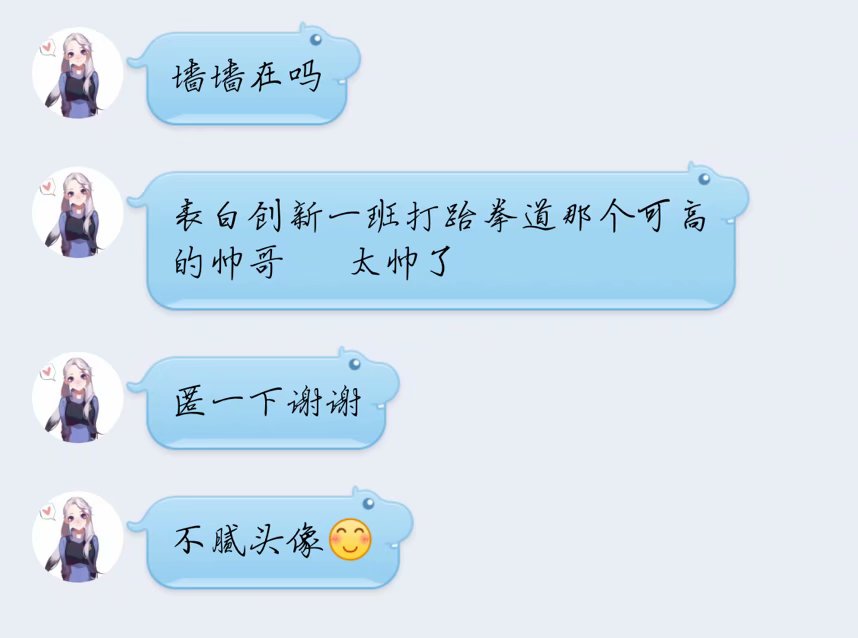 墙墙在吗
表白创新一班打跆拳道那个可高
的帅哥 太帅了
匿一下谢谢
不腻头像😊